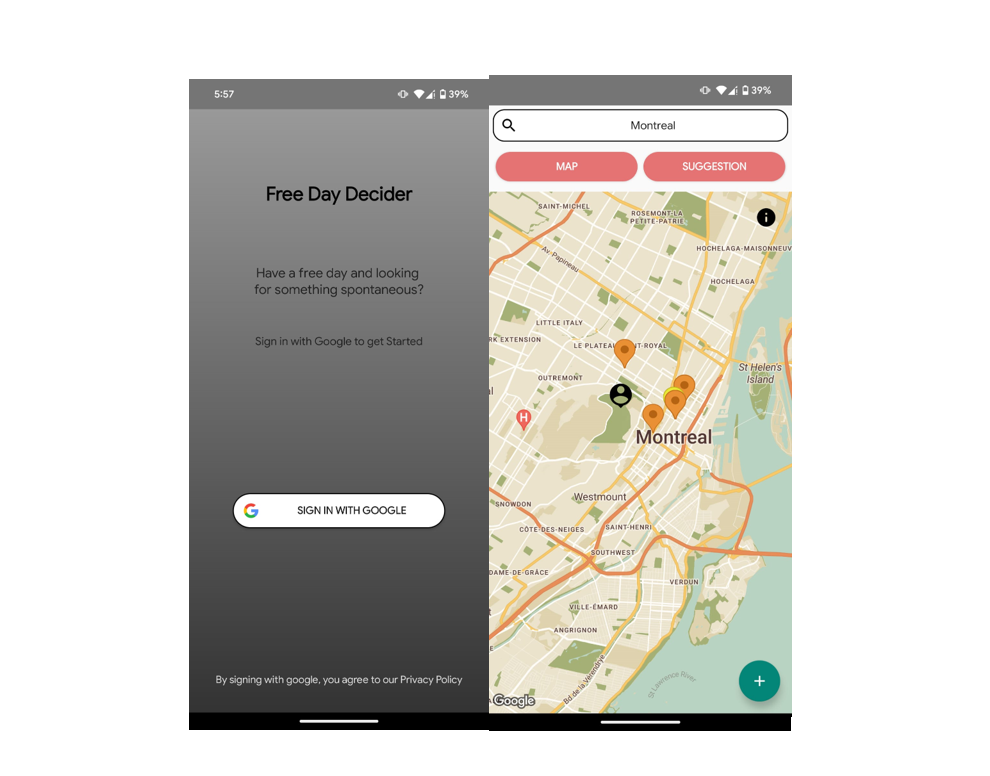 5:57
39%
Free Day Decider
Have a free day and looking
for something spontaneous?
Sign in with Google to get Started
SIGN IN WITH GOOGLE
By signing with google, you agree to our Privacy Policy
39%
Montreal
MAP
SUGGESTION
SAINT-MICHEL
ROSEMONT-LA
PETITE-PATRIE
Av. Papineau
HOCHELAGA-MAISONNEUV
HOCHELAGA
LITTLE ITALY
RK EXTENSION
LE PLATEAU NT-ROYAL
St Helen's
Island
OUTREMONT
al
H
Montreal
Westmount
SNOWDON
CÔTE-DES-NEIGES
SAINT-HENRI
SOUTHWEST
DAME-DE-GRÂCE
VERDUN
VILLE-ÉMARD
ANGRIGNON
E
Bd de la Vérendrye
St Lawrence River
Google